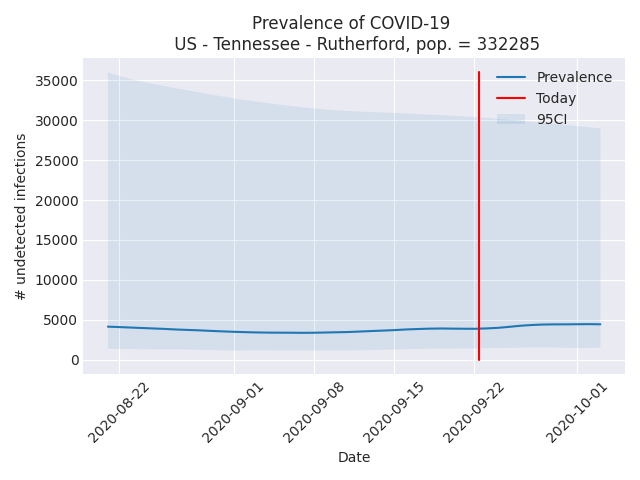 Prevalence of COVID-19
US - Tennessee - Rutherford, pop. = 332285
Prevalence
Today
95CI
35000
30000
25000
20000
15000
10000
5000
0
# undetected infections
2020-08-22
2020-09-01
2020-09-08
2020-09-15
2020-09-22
2020-10-01
Date